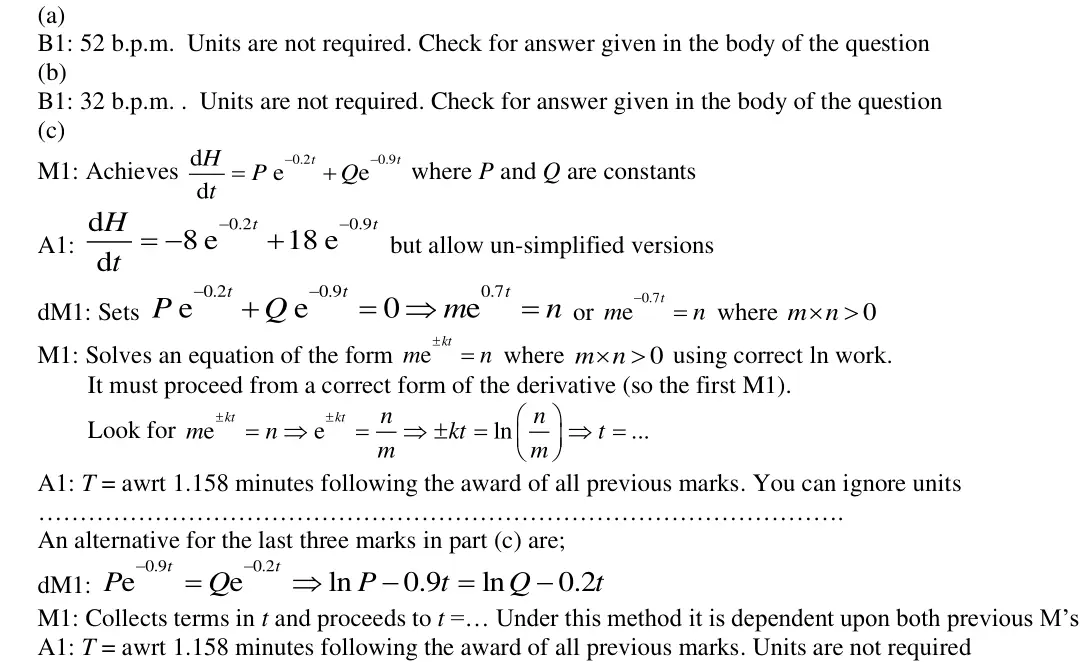 (a)
B1: 52 b.p.m. Units are not required. Check for answer given in the body of the question
(b)
B1: 32 b.p.m. . Units are not required. Check for answer given in the body of the question
(c)
M1: Achieves dH/dt = P e^(−0.2t) + Qe^(−0.9t) where P and Q are constants
A1: dH/dt = −8 e^(−0.2t) + 18 e^(−0.9t) but allow un-simplified versions
dM1: Sets P e^(−0.2t) + Q e^(−0.9t) = 0 ⇒ me^(0.7t) = n or me^(−0.7t) = n where m×n > 0
M1: Solves an equation of the form me^(±kt) = n where m×n > 0 using correct ln work.
It must proceed from a correct form of the derivative (so the first M1).
Look for me^(±kt) = n ⇒ e^(±kt) = n/m ⇒ ±kt = ln(n/m) ⇒ t = ...
A1: T = awrt 1.158 minutes following the award of all previous marks. You can ignore units
…………………………………………………………………………………….
An alternative for the last three marks in part (c) are;
dM1: Pe^(−0.9t) = Qe^(−0.2t) ⇒ ln P − 0.9t = ln Q − 0.2t
M1: Collects terms in t and proceeds to t =… Under this method it is dependent upon both previous M’s
A1: T = awrt 1.158 minutes following the award of all previous marks. Units are not required